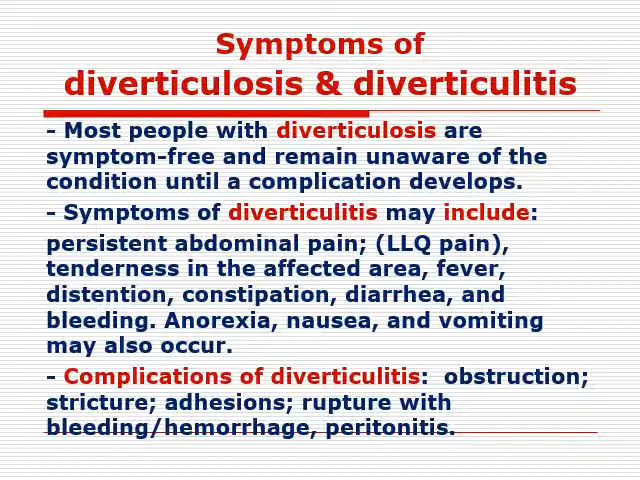 Symptoms of
diverticulosis & diverticulitis
- Most people with diverticulosis are
symptom-free and remain unaware of the
condition until a complication develops.
- Symptoms of diverticulitis may include:
persistent abdominal pain; (LLQ pain),
tenderness in the affected area, fever,
distention, constipation, diarrhea, and
bleeding. Anorexia, nausea, and vomiting
may also occur.
- Complications of diverticulitis:  obstruction;
stricture; adhesions; rupture with
bleeding/hemorrhage, peritonitis.